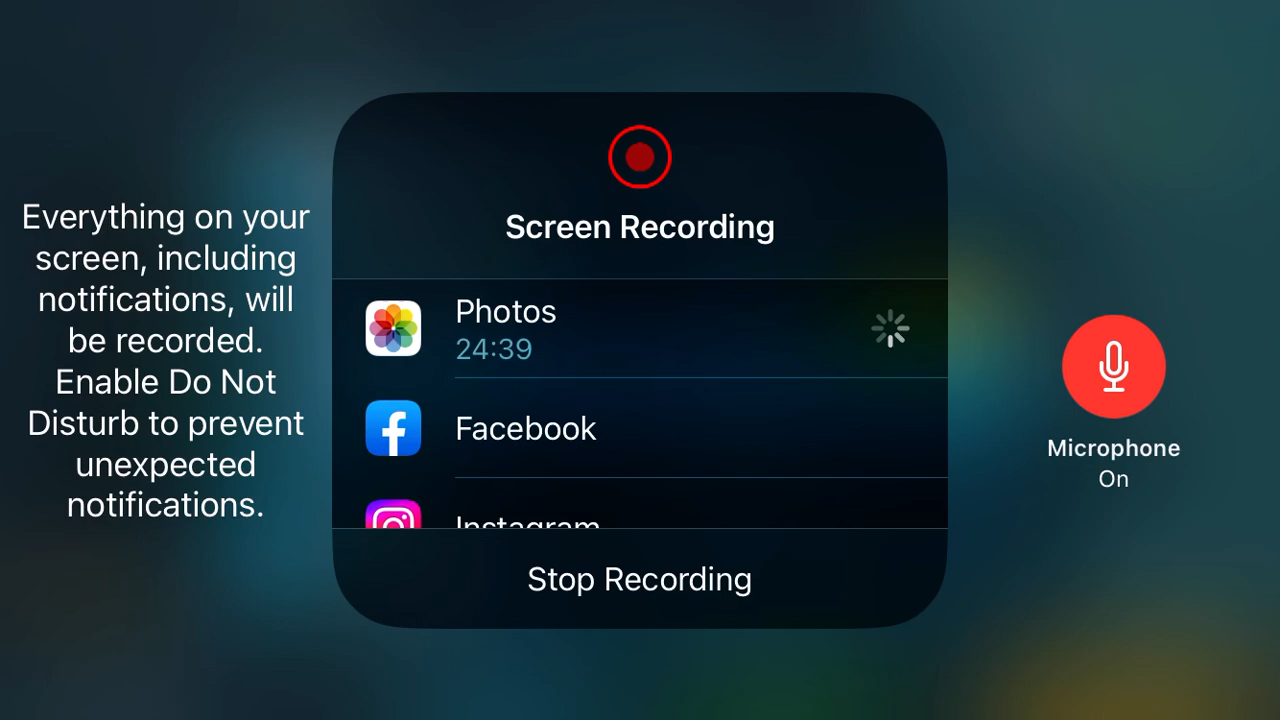 Everything on your
screen, including
notifications, will
be recorded.
Enable Do Not
Disturb to prevent
unexpected
notifications.
Screen Recording
Photos
24:39
Facebook
Instagram
Stop Recording
Microphone
On